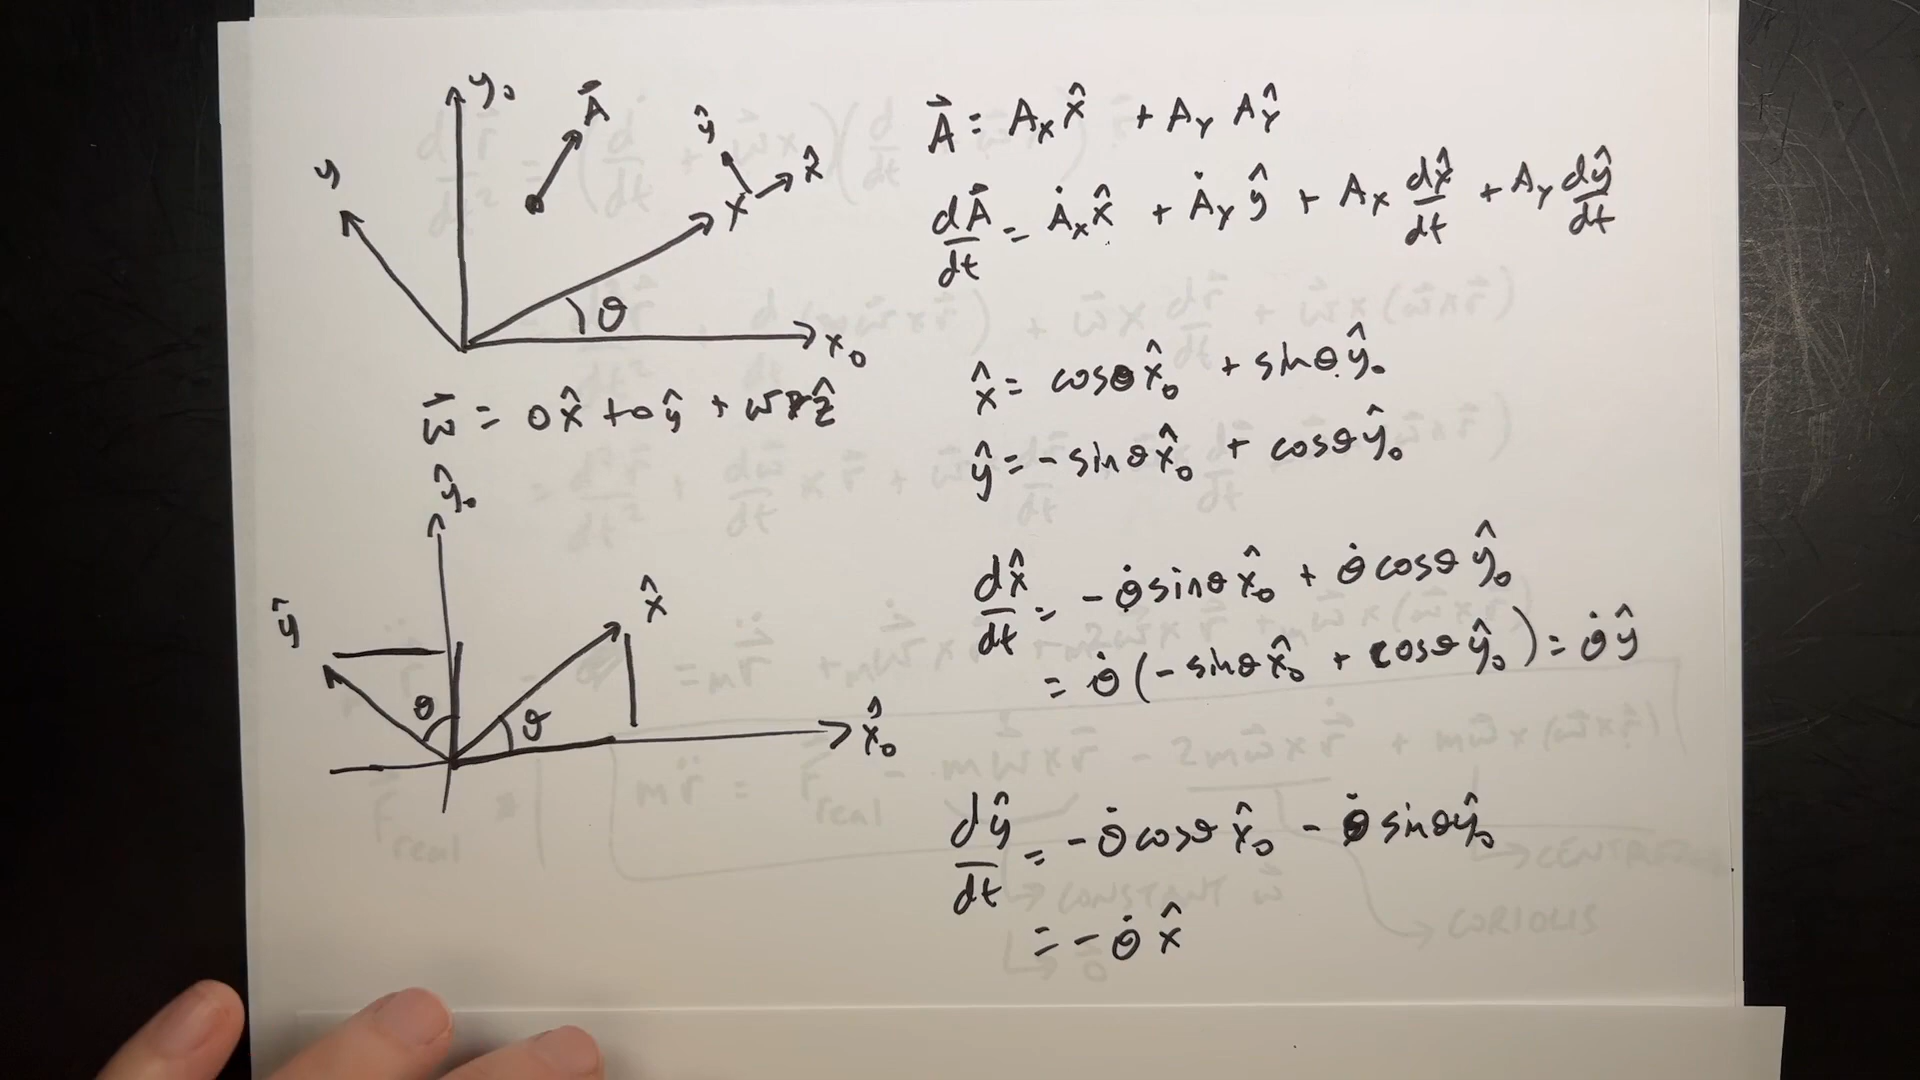 y₀
A⃗
ŷ
x̂
y
x
θ
x₀
ω⃗ = 0x̂ + 0ŷ + ωẑ
ŷ₀
ŷ
x̂
θ
θ
x̂₀
A⃗ = Aₓx̂ + A_Y AŶ
dA⃗/dt = Ȧₓx̂ + Ȧ_Y ŷ + Aₓ dx̂/dt + A_Y dŷ/dt
x̂ = cosθ x̂₀ + sinθ ŷ₀
ŷ = -sinθ x̂₀ + cosθ ŷ₀
dx̂/dt = -θ̇ sinθ x̂₀ + θ̇ cosθ ŷ₀
= θ̇ (-sinθ x̂₀ + cosθ ŷ₀) = θ̇ ŷ
dŷ/dt = -θ̇ cosθ x̂₀ - θ̇ sinθ ŷ₀
= -θ̇ x̂